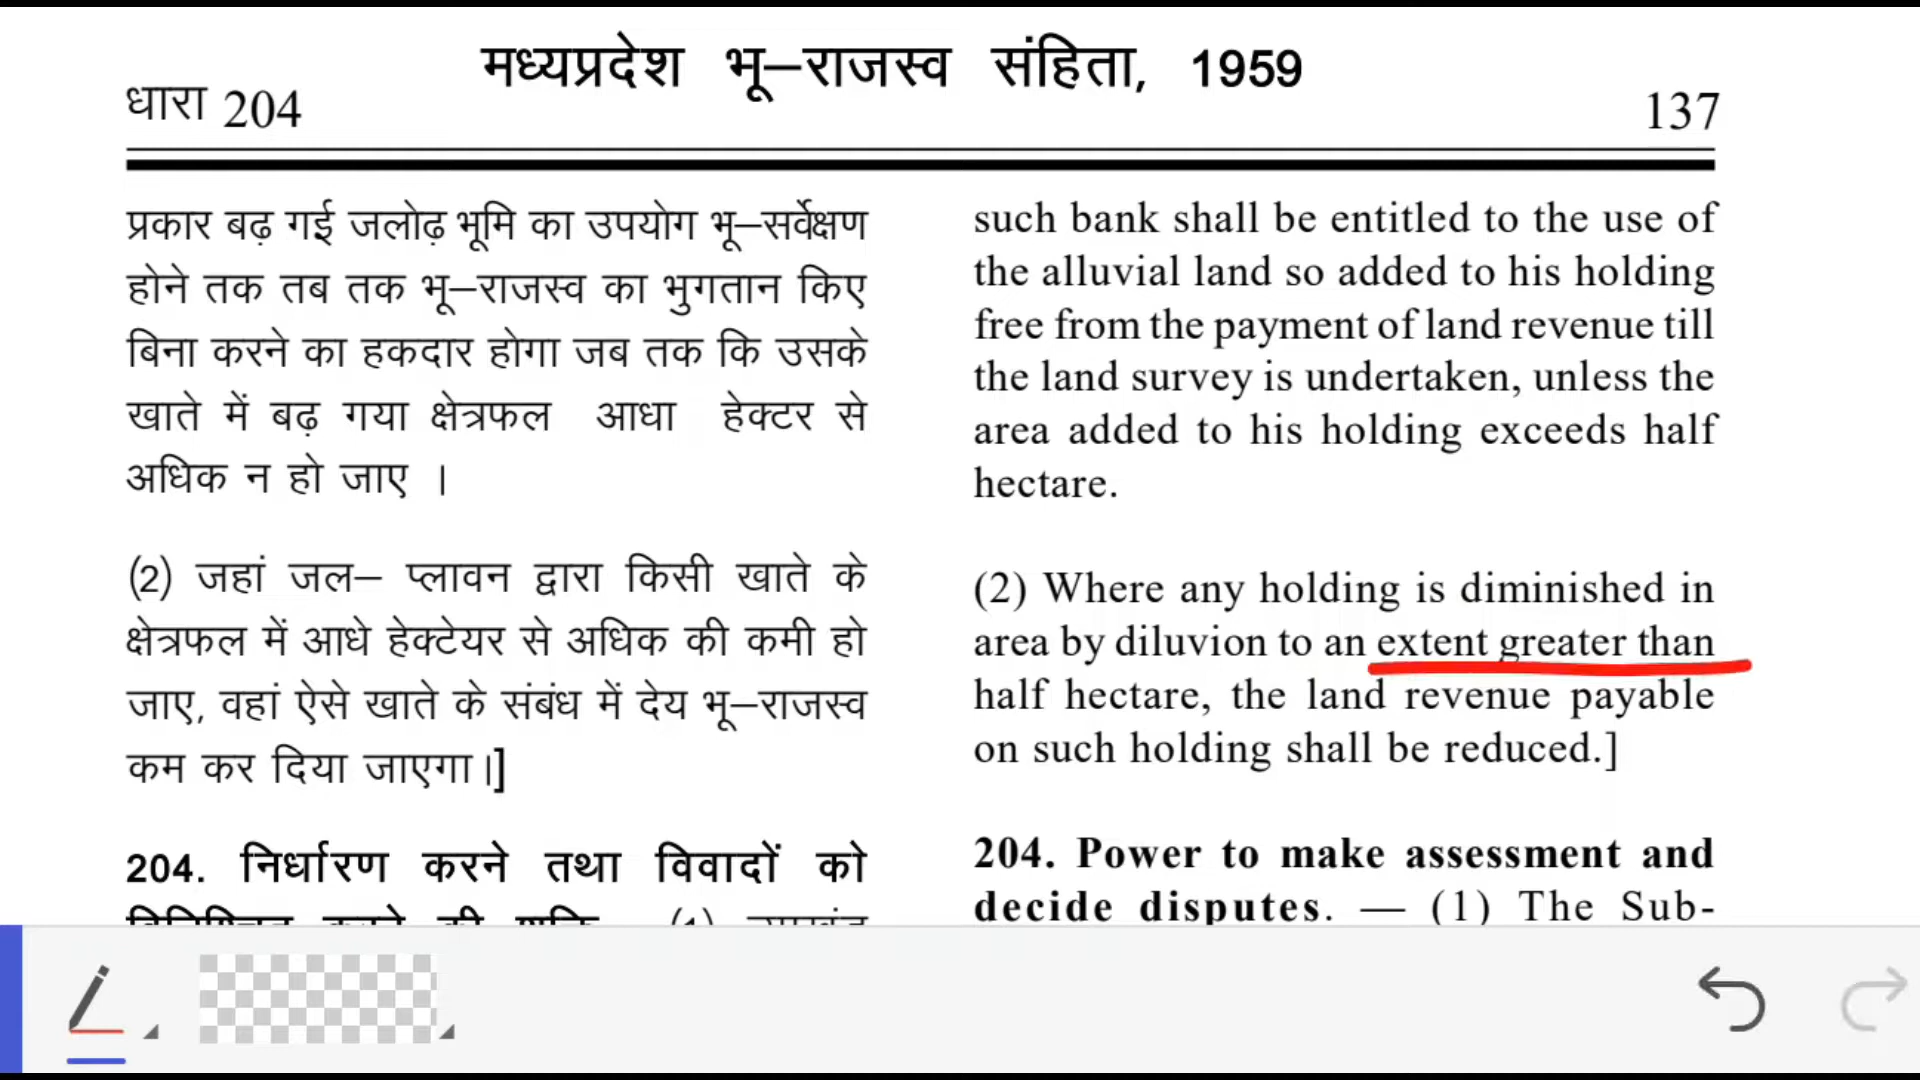 मध्यप्रदेश भू–राजस्व संहिता, 1959
धारा 204
137
प्रकार बढ़ गई जलोढ़ भूमि का उपयोग भू–सर्वेक्षण
होने तक तब तक भू–राजस्व का भुगतान किए
बिना करने का हकदार होगा जब तक कि उसके
खाते में बढ़ गया क्षेत्रफल आधा हेक्टर से
अधिक न हो जाए ।
(2) जहां जल– प्लावन द्वारा किसी खाते के
क्षेत्रफल में आधे हेक्टेयर से अधिक की कमी हो
जाए, वहां ऐसे खाते के संबंध में देय भू–राजस्व
कम कर दिया जाएगा।]
204. निर्धारण करने तथा विवादों को
such bank shall be entitled to the use of
the alluvial land so added to his holding
free from the payment of land revenue till
the land survey is undertaken, unless the
area added to his holding exceeds half
hectare.
(2) Where any holding is diminished in
area by diluvion to an extent greater than
half hectare, the land revenue payable
on such holding shall be reduced.]
204. Power to make assessment and
decide disputes. — (1) The Sub-